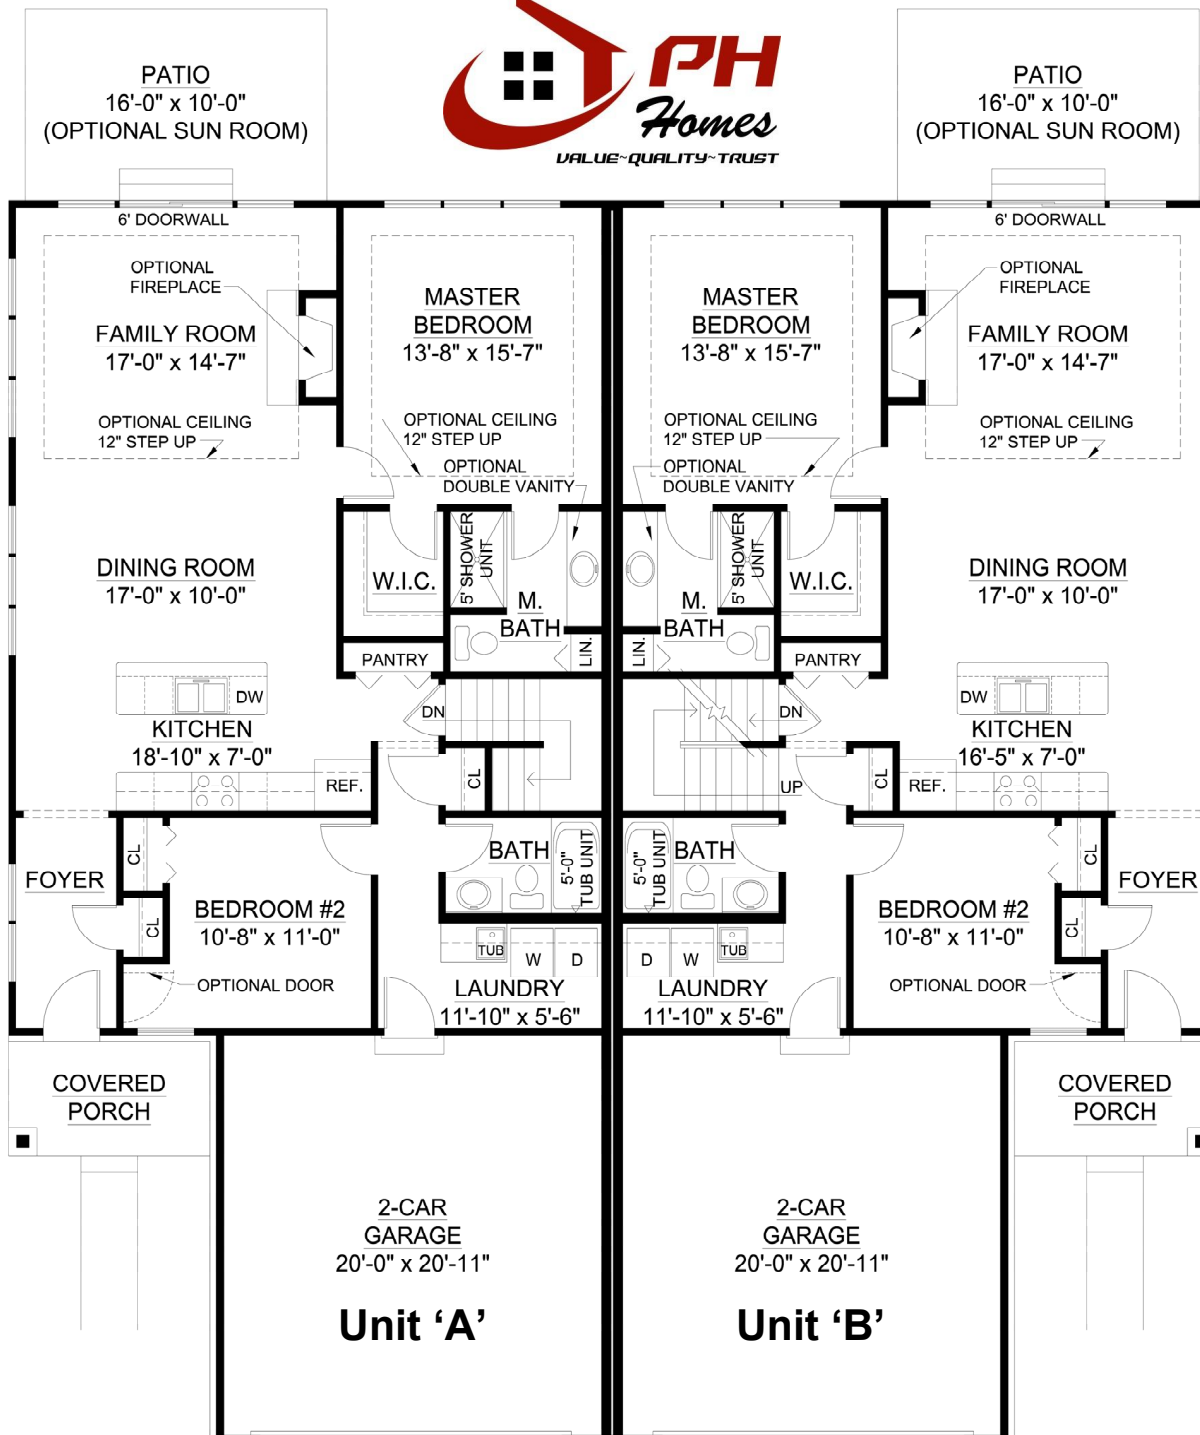 PH
Homes
VALUE~QUALITY~TRUST
PATIO
16'-0" x 10'-0"
(OPTIONAL SUN ROOM)
6' DOORWALL
OPTIONAL
FIREPLACE
FAMILY ROOM
17'-0" x 14'-7"
OPTIONAL CEILING
12" STEP UP
MASTER
BEDROOM
13'-8" x 15'-7"
OPTIONAL CEILING
12" STEP UP
OPTIONAL
DOUBLE VANITY
DINING ROOM
17'-0" x 10'-0"
W.I.C.
5' SHOWER
UNIT
M.
BATH
LIN.
PANTRY
DW
KITCHEN
18'-10" x 7'-0"
REF.
DN
CL
FOYER
CL
CL
BEDROOM #2
10'-8" x 11'-0"
OPTIONAL DOOR
BATH
5'-0"
TUB UNIT
TUB
W
D
LAUNDRY
11'-10" x 5'-6"
COVERED
PORCH
2-CAR
GARAGE
20'-0" x 20'-11"
Unit ‘A’
PATIO
16'-0" x 10'-0"
(OPTIONAL SUN ROOM)
6' DOORWALL
MASTER
BEDROOM
13'-8" x 15'-7"
OPTIONAL CEILING
12" STEP UP
OPTIONAL
DOUBLE VANITY
OPTIONAL
FIREPLACE
FAMILY ROOM
17'-0" x 14'-7"
OPTIONAL CEILING
12" STEP UP
5' SHOWER
UNIT
W.I.C.
M.
BATH
LIN.
PANTRY
DINING ROOM
17'-0" x 10'-0"
DN
UP
CL
DW
KITCHEN
16'-5" x 7'-0"
REF.
5'-0"
TUB UNIT
BATH
CL
FOYER
BEDROOM #2
10'-8" x 11'-0"
CL
OPTIONAL DOOR
D
W
TUB
LAUNDRY
11'-10" x 5'-6"
COVERED
PORCH
2-CAR
GARAGE
20'-0" x 20'-11"
Unit ‘B’